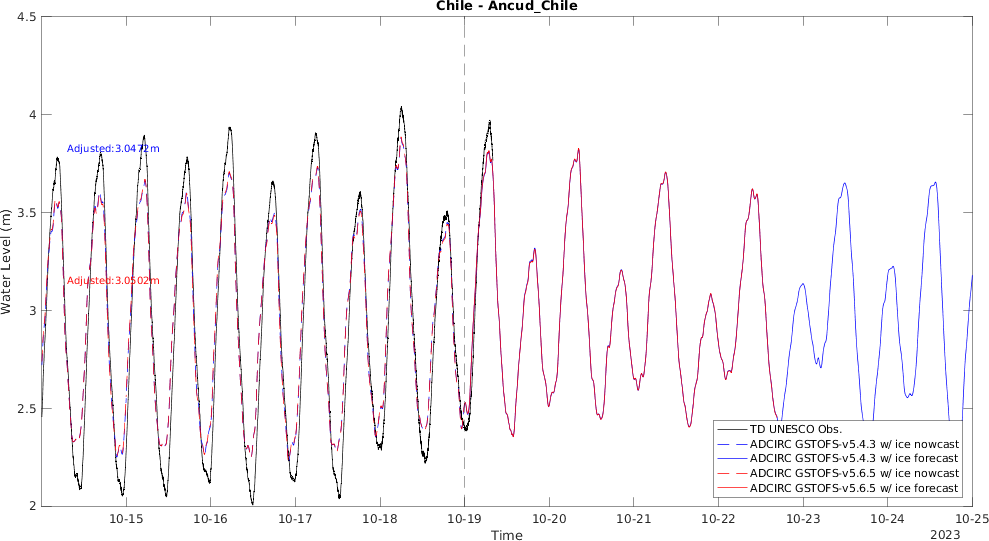 Chile - Ancud_Chile
4.5
4
3.5
3
2.5
2
Water Level (m)
Adjusted:3.0472m
Adjusted:3.0502m
TD UNESCO Obs.
ADCIRC GSTOFS-v5.4.3 w/ ice nowcast
ADCIRC GSTOFS-v5.4.3 w/ ice forecast
ADCIRC GSTOFS-v5.6.5 w/ ice nowcast
ADCIRC GSTOFS-v5.6.5 w/ ice forecast
10-15 10-16 10-17 10-18 10-19 10-20 10-21 10-22 10-23 10-24 10-25
Time
2023